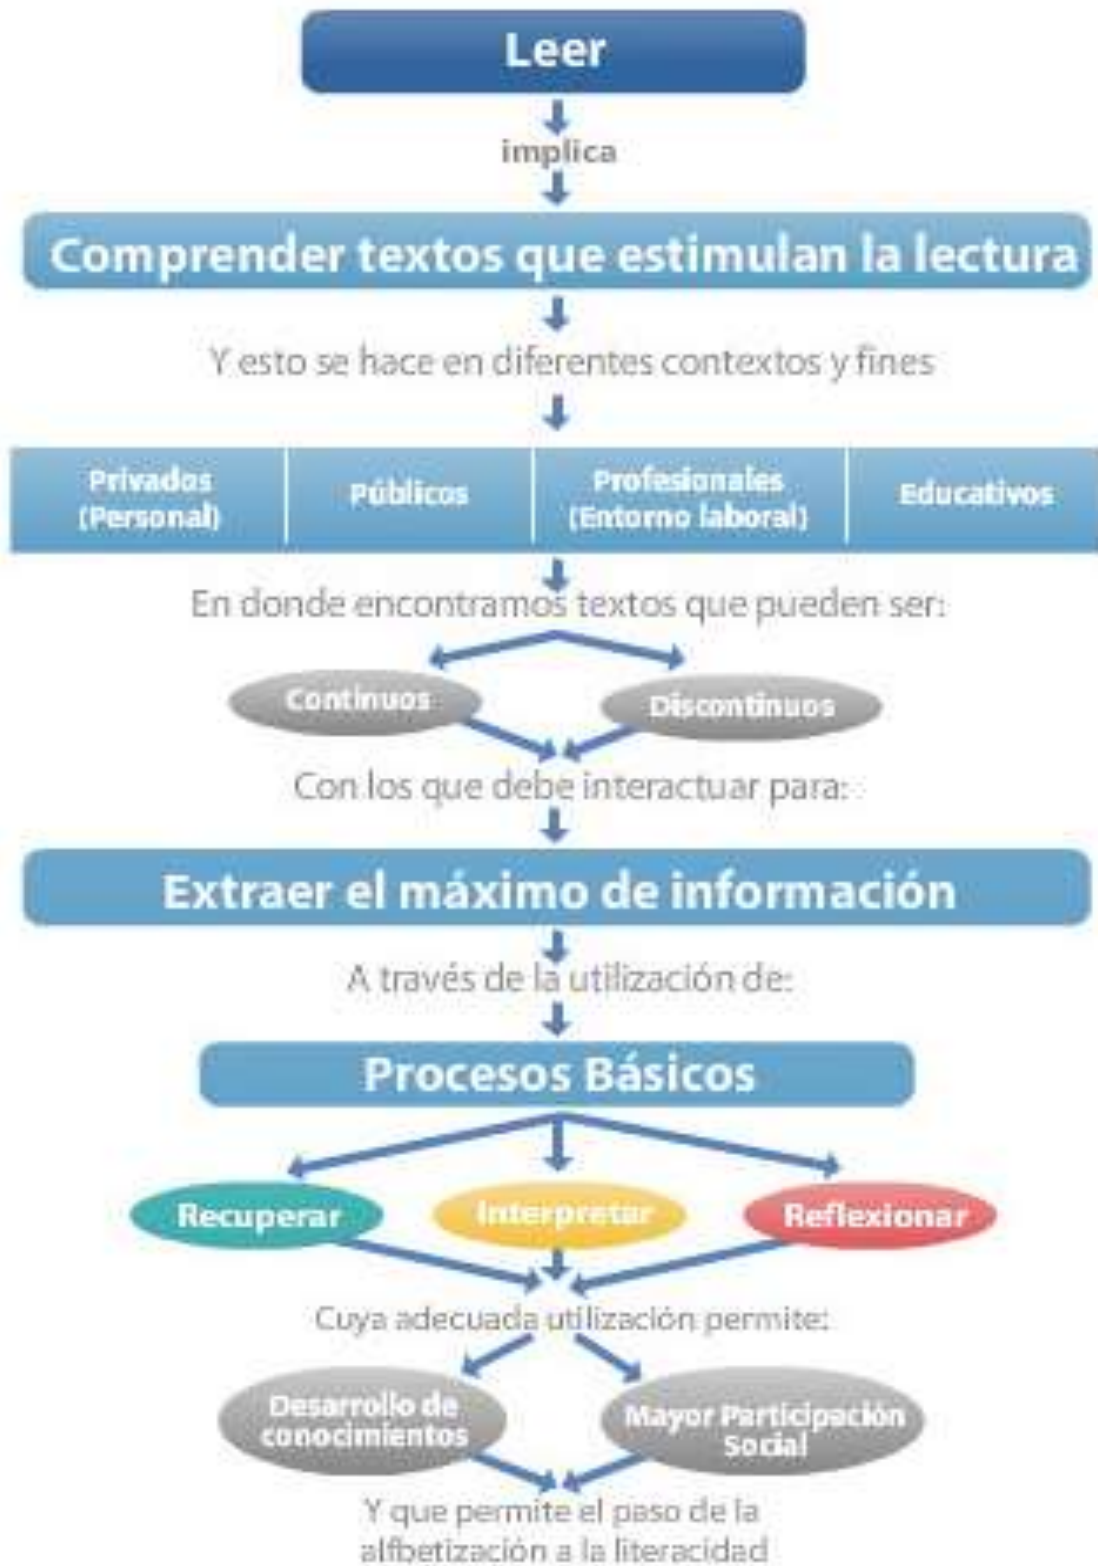 Leer
implica
Comprender textos que estimulan la lectura
Y esto se hace en diferentes contextos y fines
Privados
(Personal)
Públicos
Profesionales
(Entorno laboral)
Educativos
En donde encontramos textos que pueden ser:
Continuos
Discontinuos
Con los que debe interactuar para:
Extraer el máximo de información
A través de la utilización de:
Procesos Básicos
Recuperar
Interpretar
Reflexionar
Cuya adecuada utilización permite:
Desarrollo de
conocimientos
Mayor Participación
Social
Y que permite el paso de la
alfbetización a la literacidad